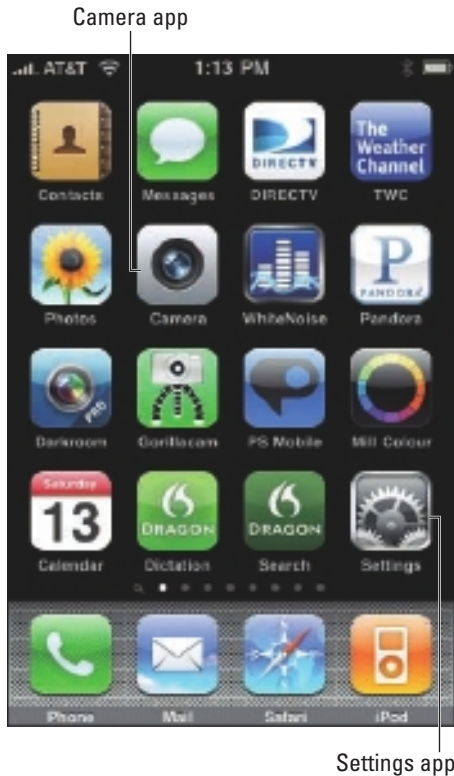 Camera app
AT&T 1:13 PM
The
Weather
Channel
DIRECTV
Contacts Messages DIRECTV TWC
P
PANDORA
Photos Camera WhiteNoise Pandora
PRO
Darkroom Gorillacam PS Mobile Mill Colour
Saturday
13 DRAGON DRAGON
Calendar Dictation Search Settings
Phone Mail Safari iPod
Settings app